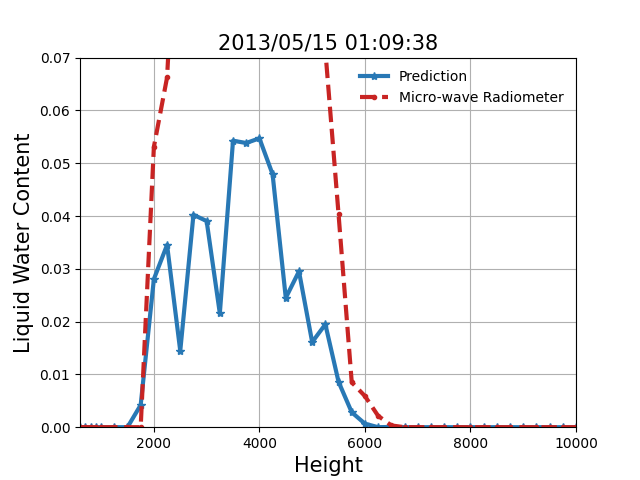 2013/05/15 01:09:38
0.07
0.06
0.05
0.04
0.03
0.02
0.01
0.00
Liquid Water Content
Prediction
Micro-wave Radiometer
2000 4000 6000 8000 10000
Height